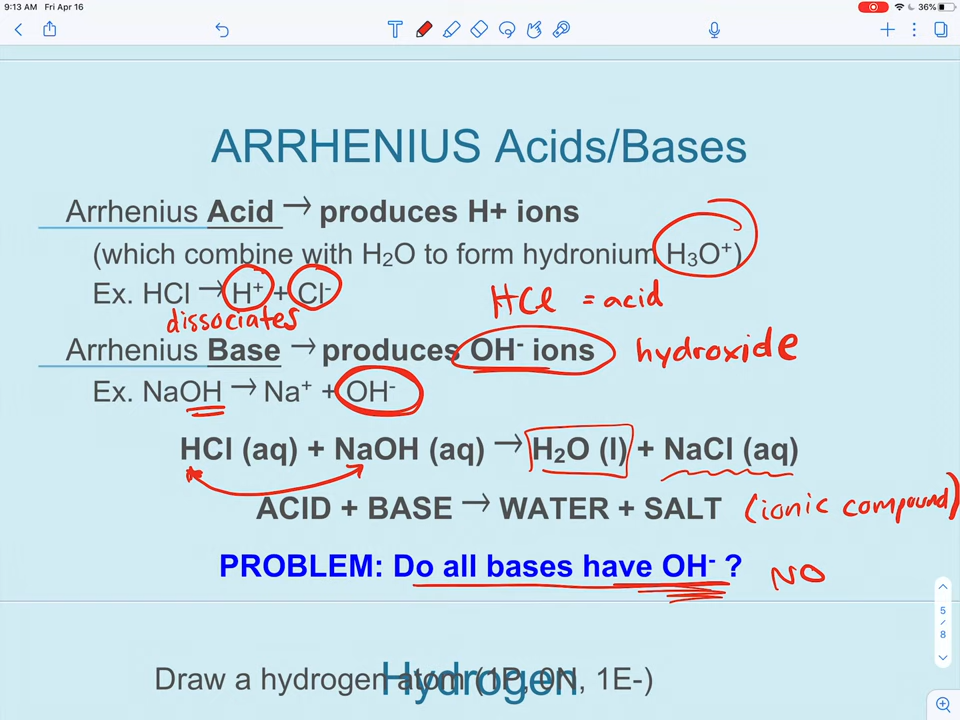 9:13 AM Fri Apr 16 36%
ARRHENIUS Acids/Bases
Arrhenius Acid → produces H+ ions
(which combine with H₂O to form hydronium H₃O⁺)
Ex. HCl → H⁺ + Cl⁻
HCl = acid
dissociates
Arrhenius Base → produces OH⁻ ions hydroxide
Ex. NaOH → Na⁺ + OH⁻
HCl (aq) + NaOH (aq) → H₂O (l) + NaCl (aq)
ACID + BASE → WATER + SALT (ionic compound)
PROBLEM: Do all bases have OH⁻ ? NO
5
/
8
Hydrogen
Draw a hydrogen atom (1P, 0N, 1E-)